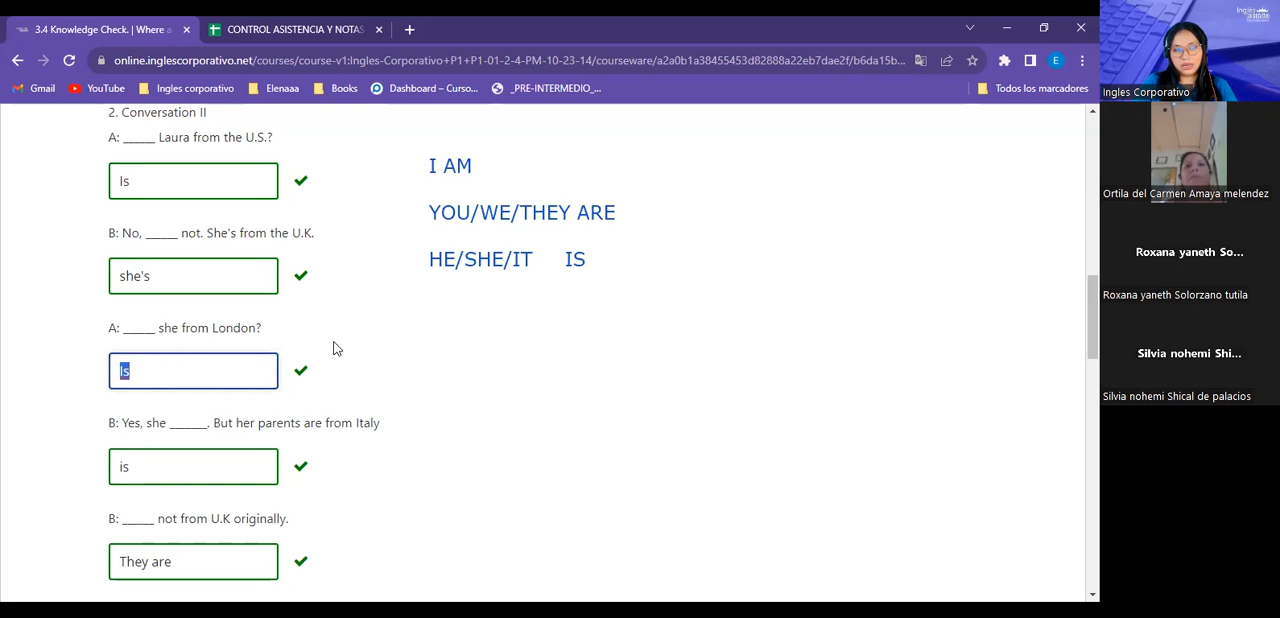 3.4 Knowledge Check. | Where a
CONTROL ASISTENCIA Y NOTAS
online.inglescorporativo.net/courses/course-v1:Ingles-Corporativo+P1+P1-01-2-4-PM-10-23-14/courseware/a2a0b1a38455453d82888a22eb7dae2f/b6da15b...
E
Gmail
YouTube
Ingles corporativo
Elenaaa
Books
Dashboard – Curso...
_PRE-INTERMEDIO_...
Todos los marcadores
2. Conversation II
A: _____ Laura from the U.S.?
Is
B: No, _____ not. She's from the U.K.
she's
A: _____ she from London?
Is
B: Yes, she ______. But her parents are from Italy
is
B: _____ not from U.K originally.
They are
I AM
YOU/WE/THEY ARE
HE/SHE/IT IS
Ingles
Ingles Corporativo
Ortila del Carmen Amaya melendez
Roxana yaneth So...
Roxana yaneth Solorzano tutila
Silvia nohemi Shi...
Silvia nohemi Shical de palacios